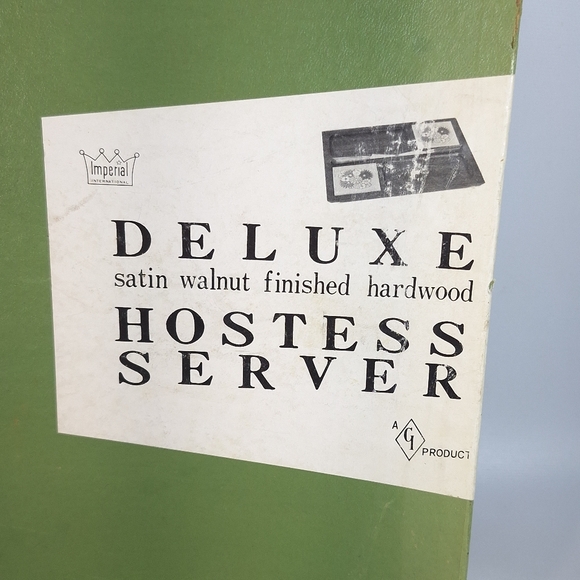 Imperial
INTERNATIONAL
DELUXE
satin walnut finished hardwood
HOSTESS
SERVER
A GI PRODUCT